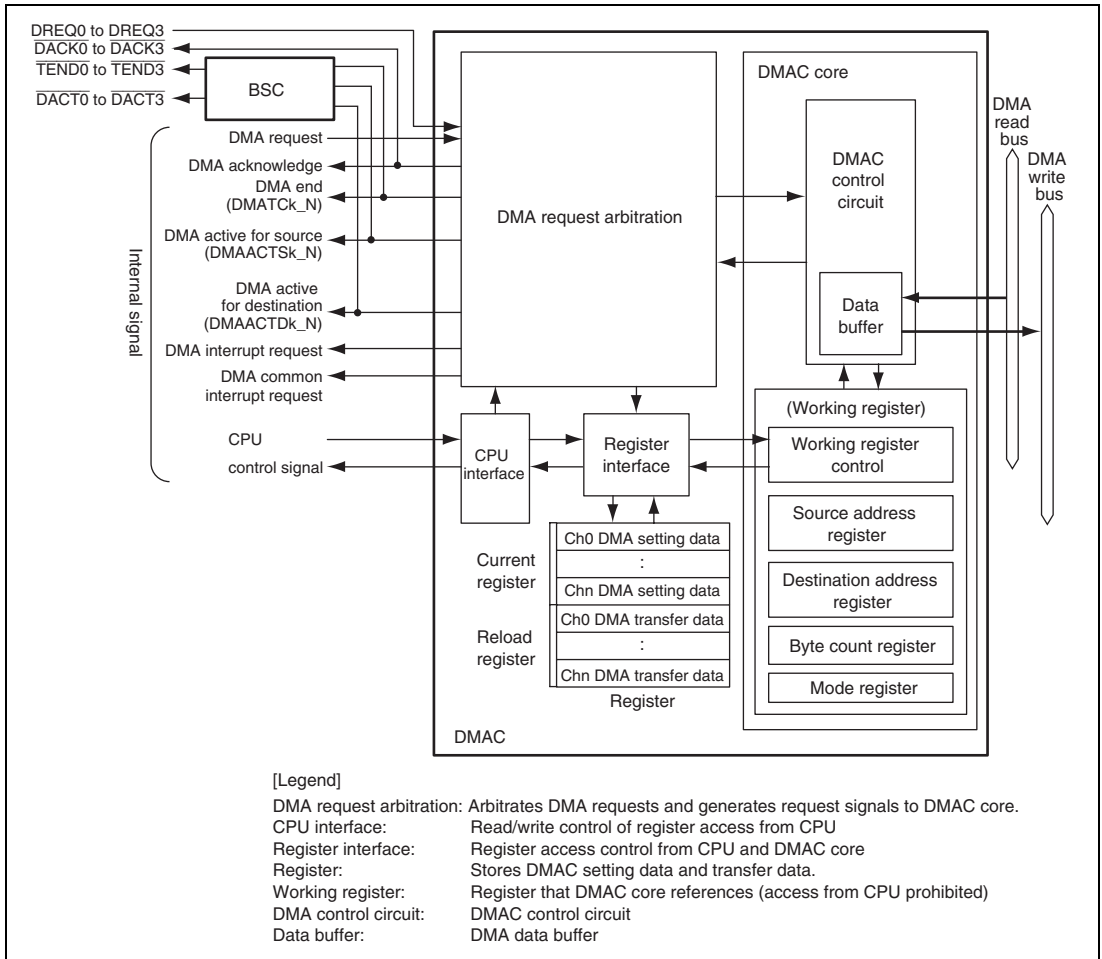 DREQ0 to DREQ3
DACK0 to DACK3
TEND0 to TEND3
DACT0 to DACT3
BSC
Internal signal
DMA request
DMA acknowledge
DMA end
(DMATCk_N)
DMA active for source
(DMAACTSk_N)
DMA active
for destination
(DMAACTDk_N)
DMA interrupt request
DMA common
interrupt request
CPU
control signal
DMA request arbitration
CPU
interface
Register
interface
Current
register
Reload
register
Ch0 DMA setting data
:
Chn DMA setting data
Ch0 DMA transfer data
:
Chn DMA transfer data
Register
DMAC
DMAC core
DMAC
control
circuit
Data
buffer
(Working register)
Working register
control
Source address
register
Destination address
register
Byte count register
Mode register
DMA
read
bus
DMA
write
bus
[Legend]
DMA request arbitration: Arbitrates DMA requests and generates request signals to DMAC core.
CPU interface: Read/write control of register access from CPU
Register interface: Register access control from CPU and DMAC core
Register: Stores DMAC setting data and transfer data.
Working register: Register that DMAC core references (access from CPU prohibited)
DMA control circuit: DMAC control circuit
Data buffer: DMA data buffer